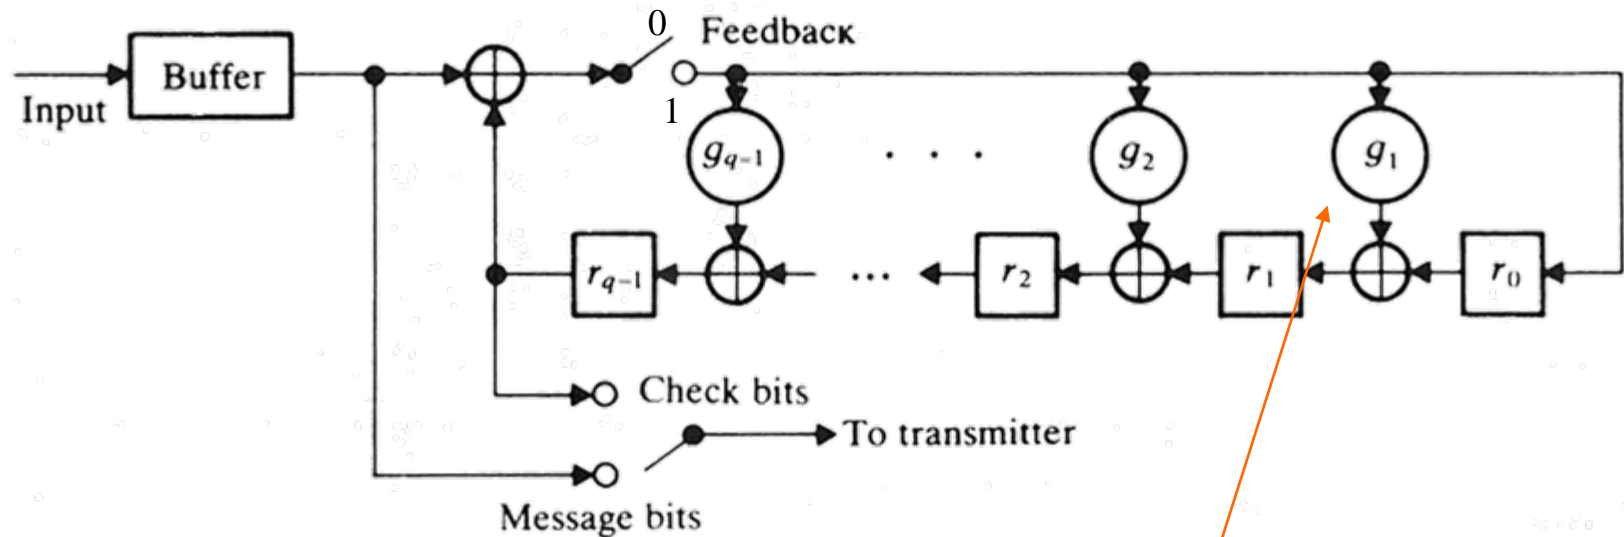 0
Feedback
Buffer
Input
1
g_{q-1} . . . g_2 g_1
r_{q-1} ... r_2 r_1 r_0
Check bits
To transmitter
Message bits